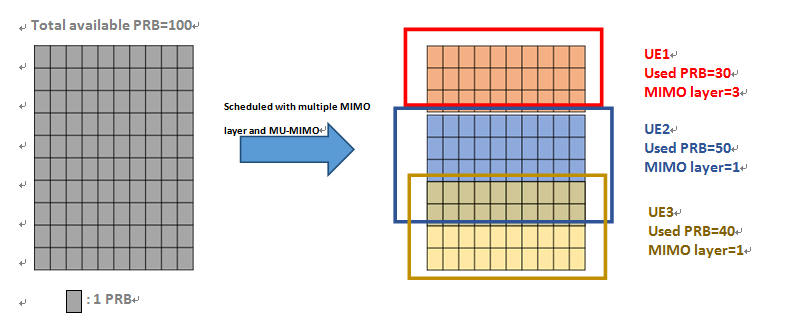 Total available PRB=100
: 1 PRB
Scheduled with multiple MIMO
layer and MU-MIMO
UE1
Used PRB=30
MIMO layer=3
UE2
Used PRB=50
MIMO layer=1
UE3
Used PRB=40
MIMO layer=1